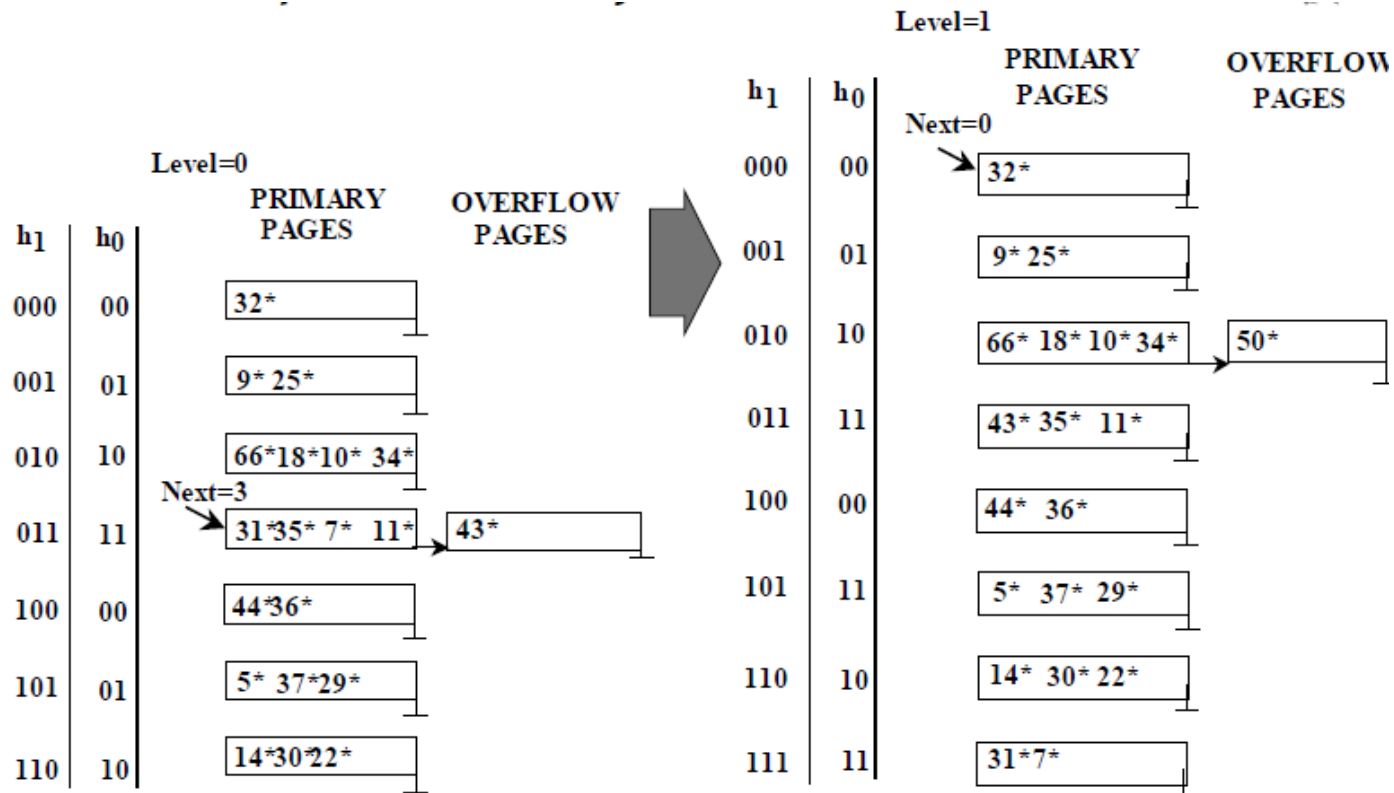 Level=0
PRIMARY PAGES
OVERFLOW PAGES
h1 h0
000 00 32*
001 01 9* 25*
010 10 66* 18* 10* 34*
Next=3
011 11 31* 35* 7* 11* 43*
100 00 44* 36*
101 01 5* 37* 29*
110 10 14* 30* 22*
Level=1
PRIMARY PAGES
OVERFLOW PAGES
h1 h0
Next=0
000 00 32*
001 01 9* 25*
010 10 66* 18* 10* 34* 50*
011 11 43* 35* 11*
100 00 44* 36*
101 11 5* 37* 29*
110 10 14* 30* 22*
111 11 31* 7*